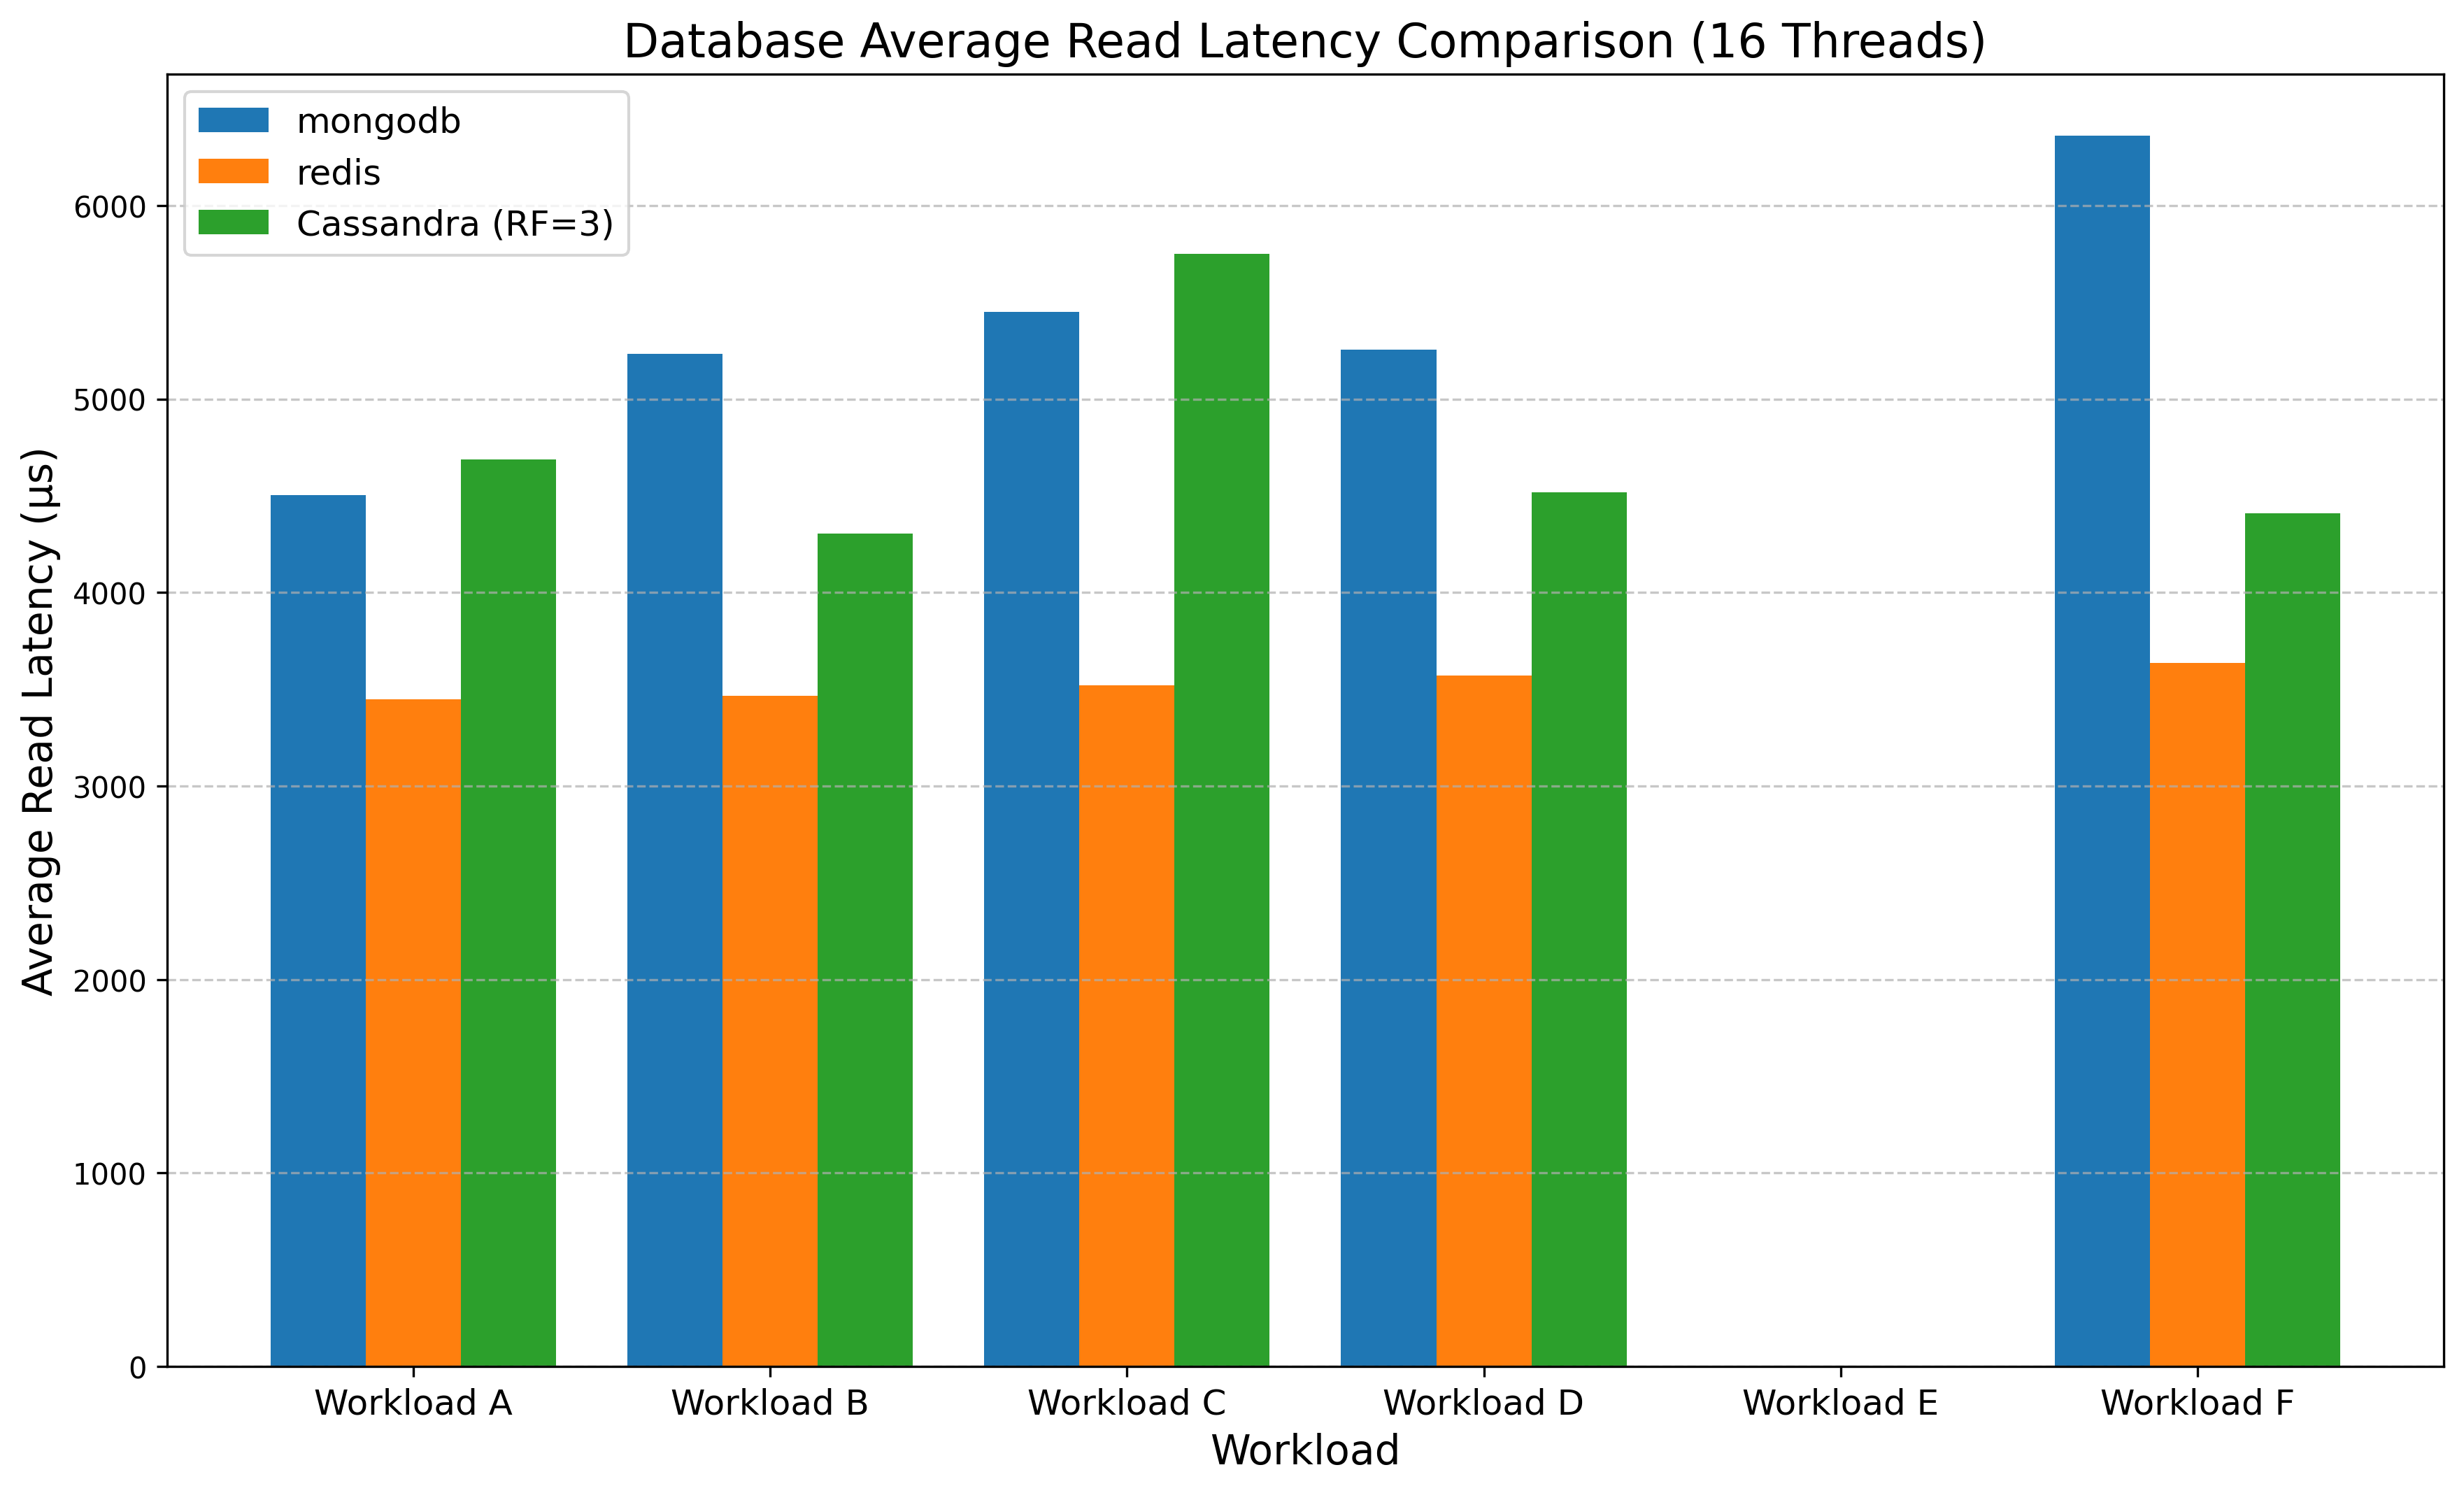 Database Average Read Latency Comparison (16 Threads)
mongodb
redis
Cassandra (RF=3)
Average Read Latency (µs)
6000
5000
4000
3000
2000
1000
0
Workload A
Workload B
Workload C
Workload D
Workload E
Workload F
Workload